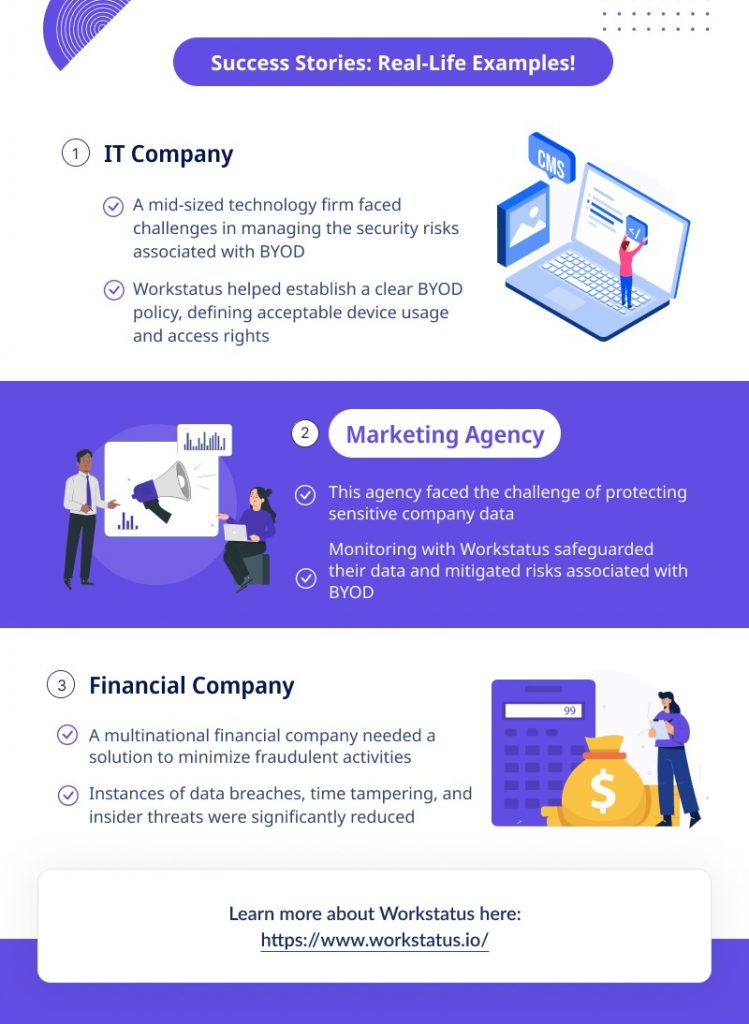 Success Stories: Real-Life Examples!
1
IT Company
A mid-sized technology firm faced
challenges in managing the security risks
associated with BYOD
Workstatus helped establish a clear BYOD
policy, defining acceptable device usage
and access rights
CMS
</>
2
Marketing Agency
This agency faced the challenge of protecting
sensitive company data
Monitoring with Workstatus safeguarded
their data and mitigated risks associated with
BYOD
3
Financial Company
A multinational financial company needed a
solution to minimize fraudulent activities
Instances of data breaches, time tampering, and
insider threats were significantly reduced
99
$
Learn more about Workstatus here:
https://www.workstatus.io/